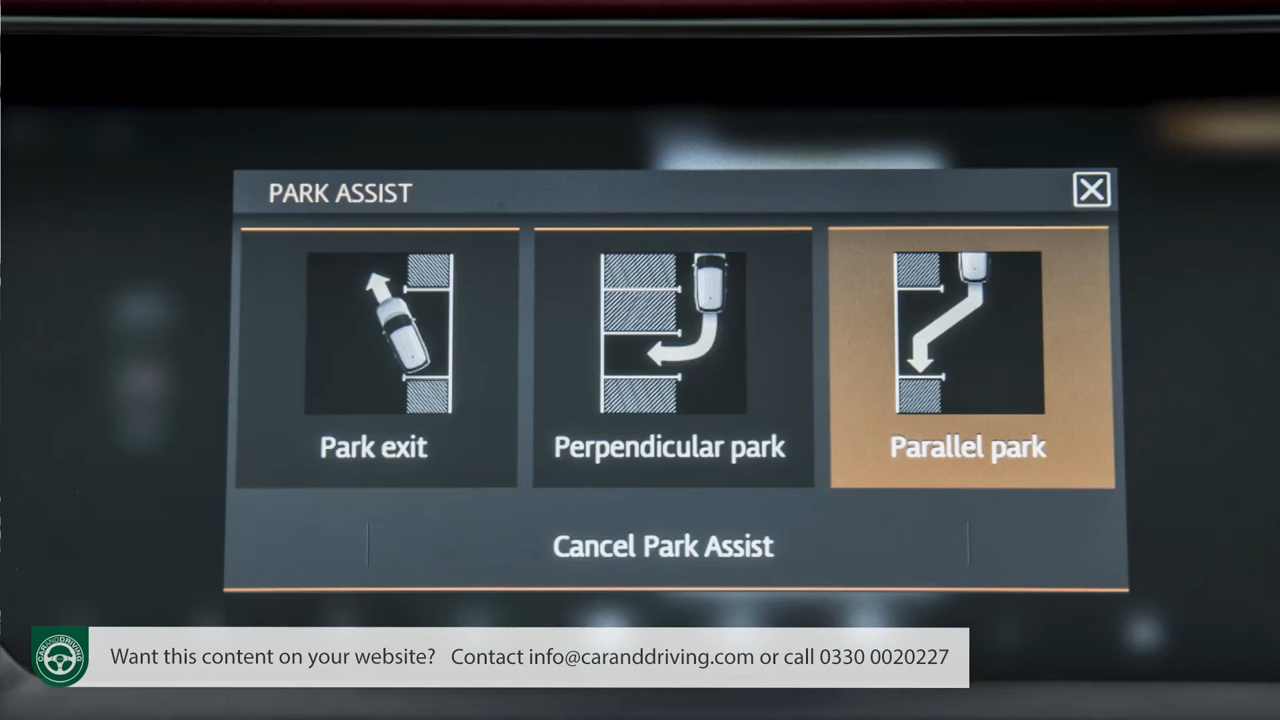 PARK ASSIST
Park exit
Perpendicular park
Parallel park
Cancel Park Assist
CARANDDRIVING
Want this content on your website? Contact info@caranddriving.com or call 0330 0020227